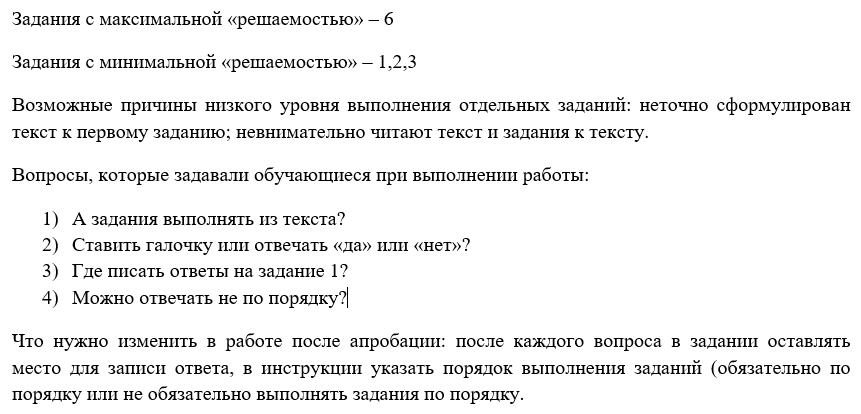 Задания с максимальной «решаемостью» – 6
Задания с минимальной «решаемостью» – 1,2,3
Возможные причины низкого уровня выполнения отдельных заданий: неточно сформулирован
текст к первому заданию; невнимательно читают текст и задания к тексту.
Вопросы, которые задавали обучающиеся при выполнении работы:
1) А задания выполнять из текста?
2) Ставить галочку или отвечать «да» или «нет»?
3) Где писать ответы на задание 1?
4) Можно отвечать не по порядку?
Что нужно изменить в работе после апробации: после каждого вопроса в задании оставлять
место для записи ответа, в инструкции указать порядок выполнения заданий (обязательно по
порядку или не обязательно выполнять задания по порядку.